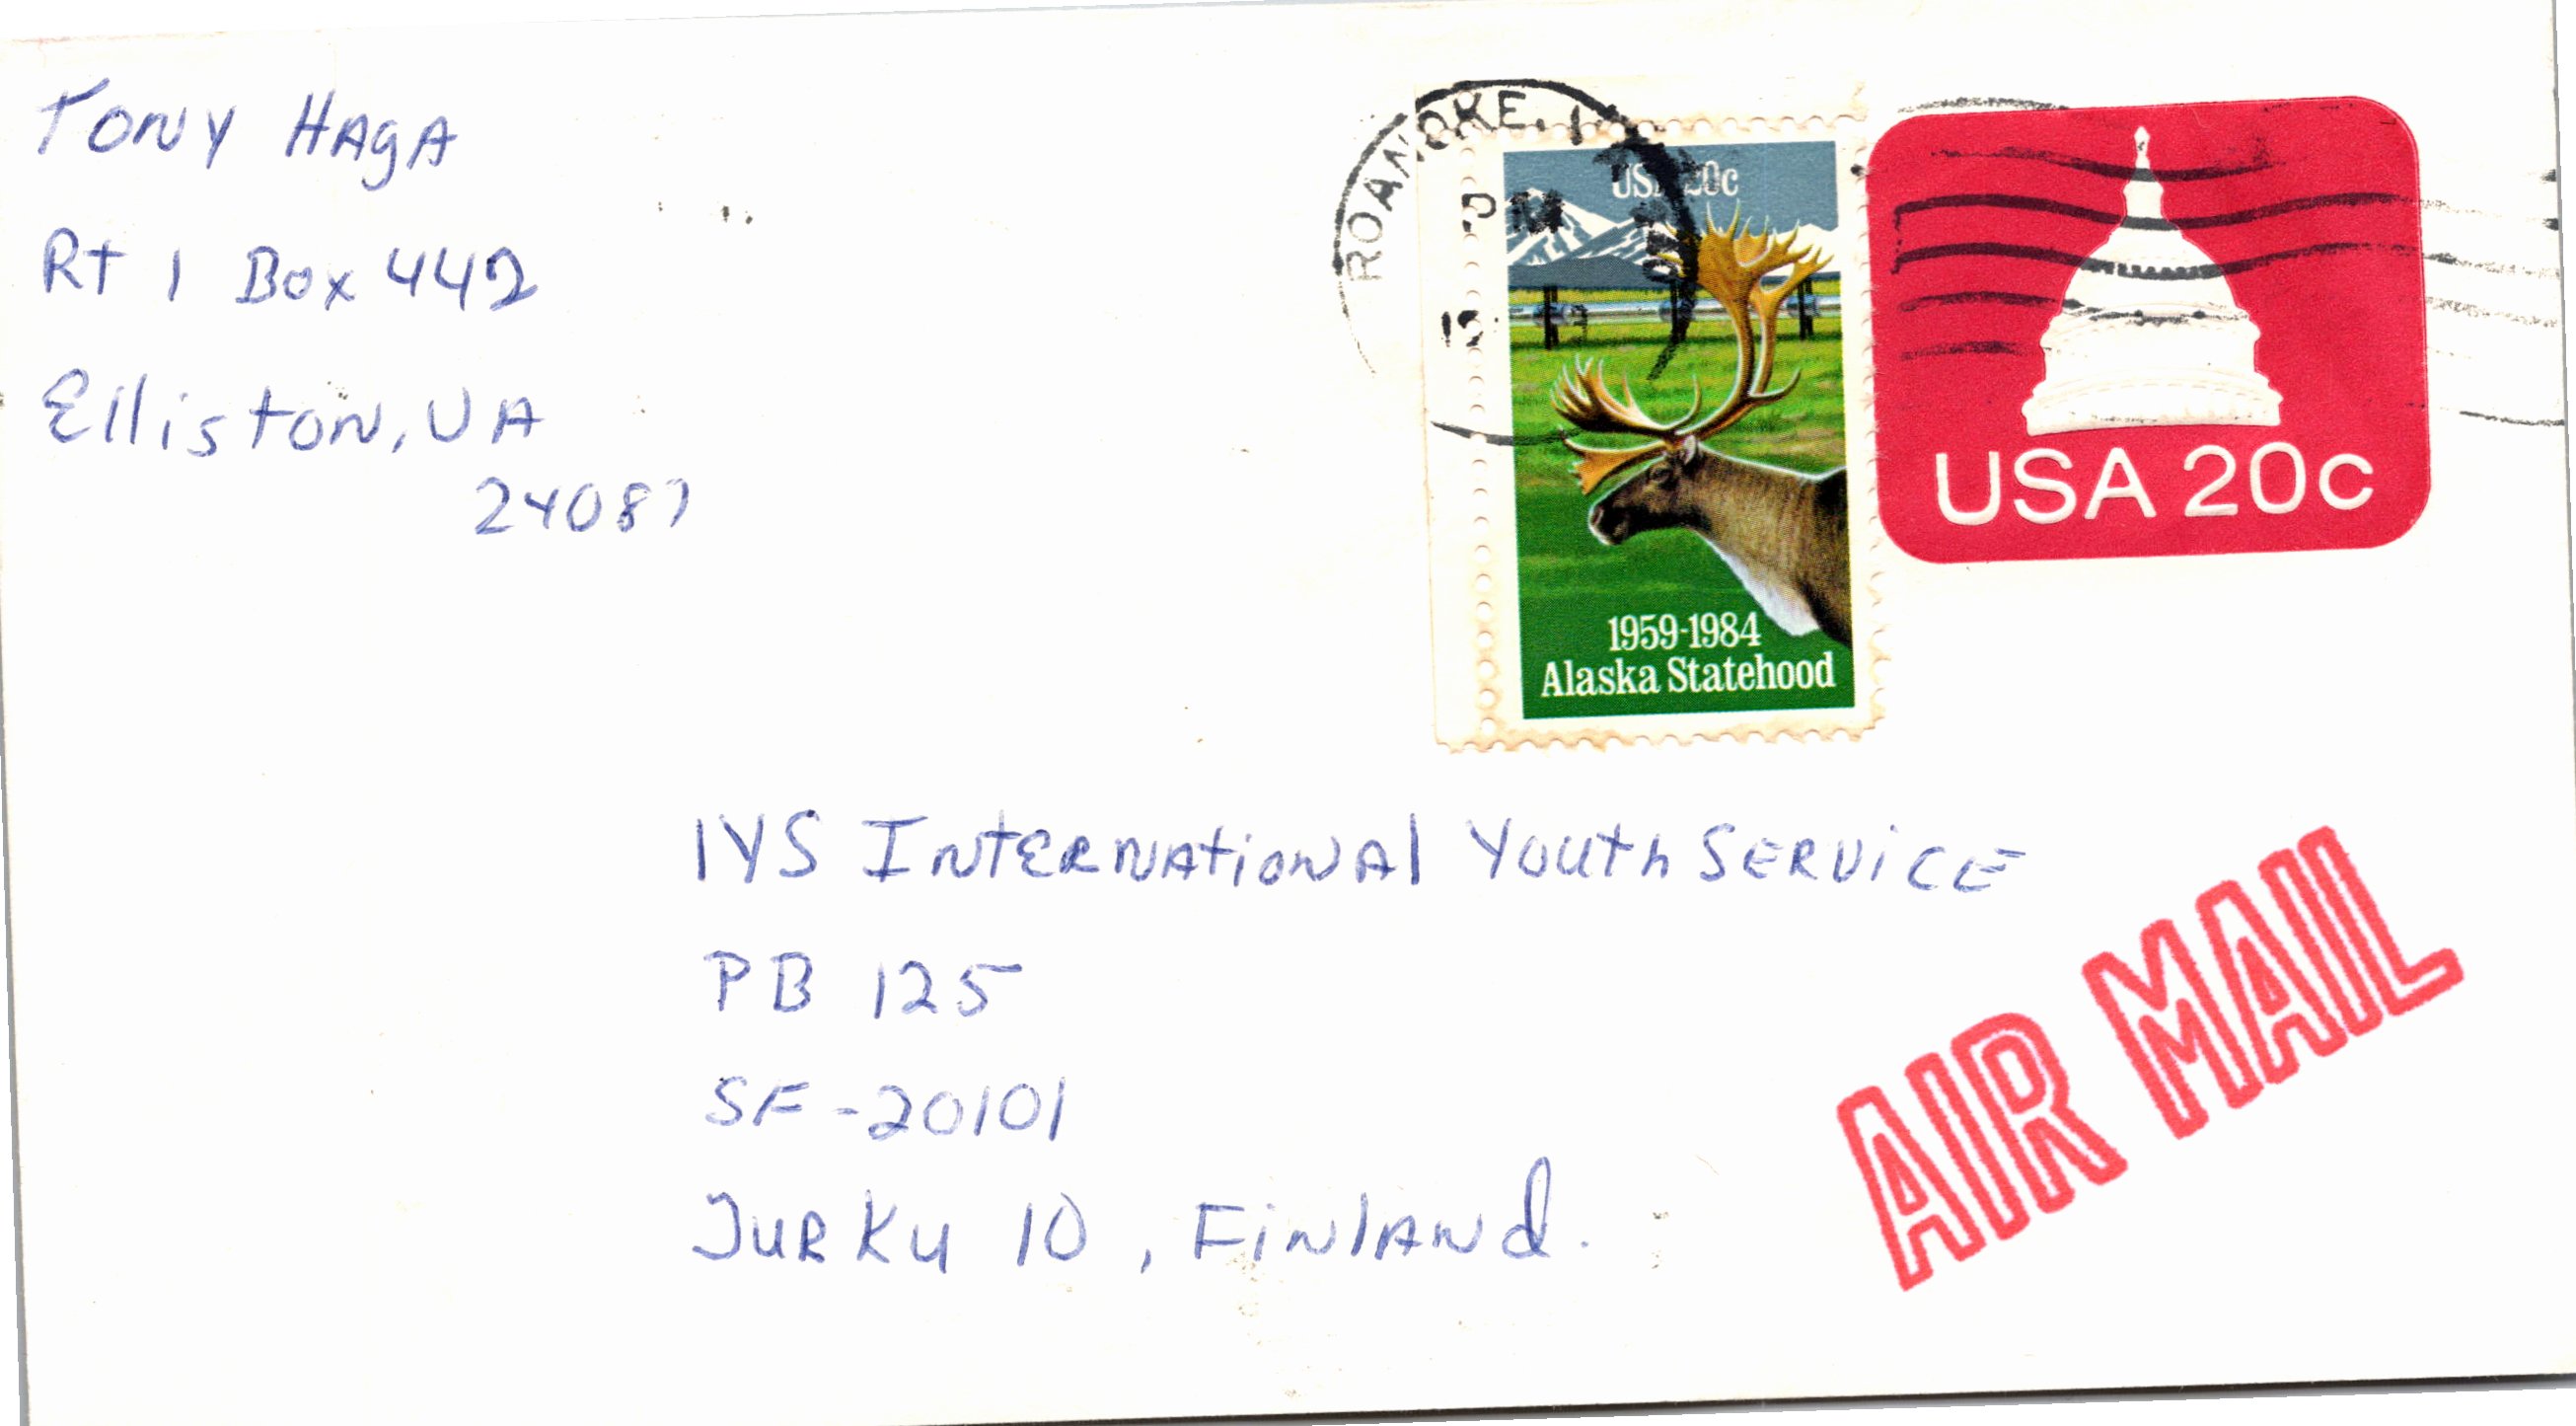 Tony Haga
Rt 1 Box 442
Elliston, VA
24087
ROANOKE, V
PM
USA 20c
1959-1984
Alaska Statehood
USA 20c
IYS International Youth Service
PB 125
SF-20101
Turku 10, Finland.
AIR MAIL